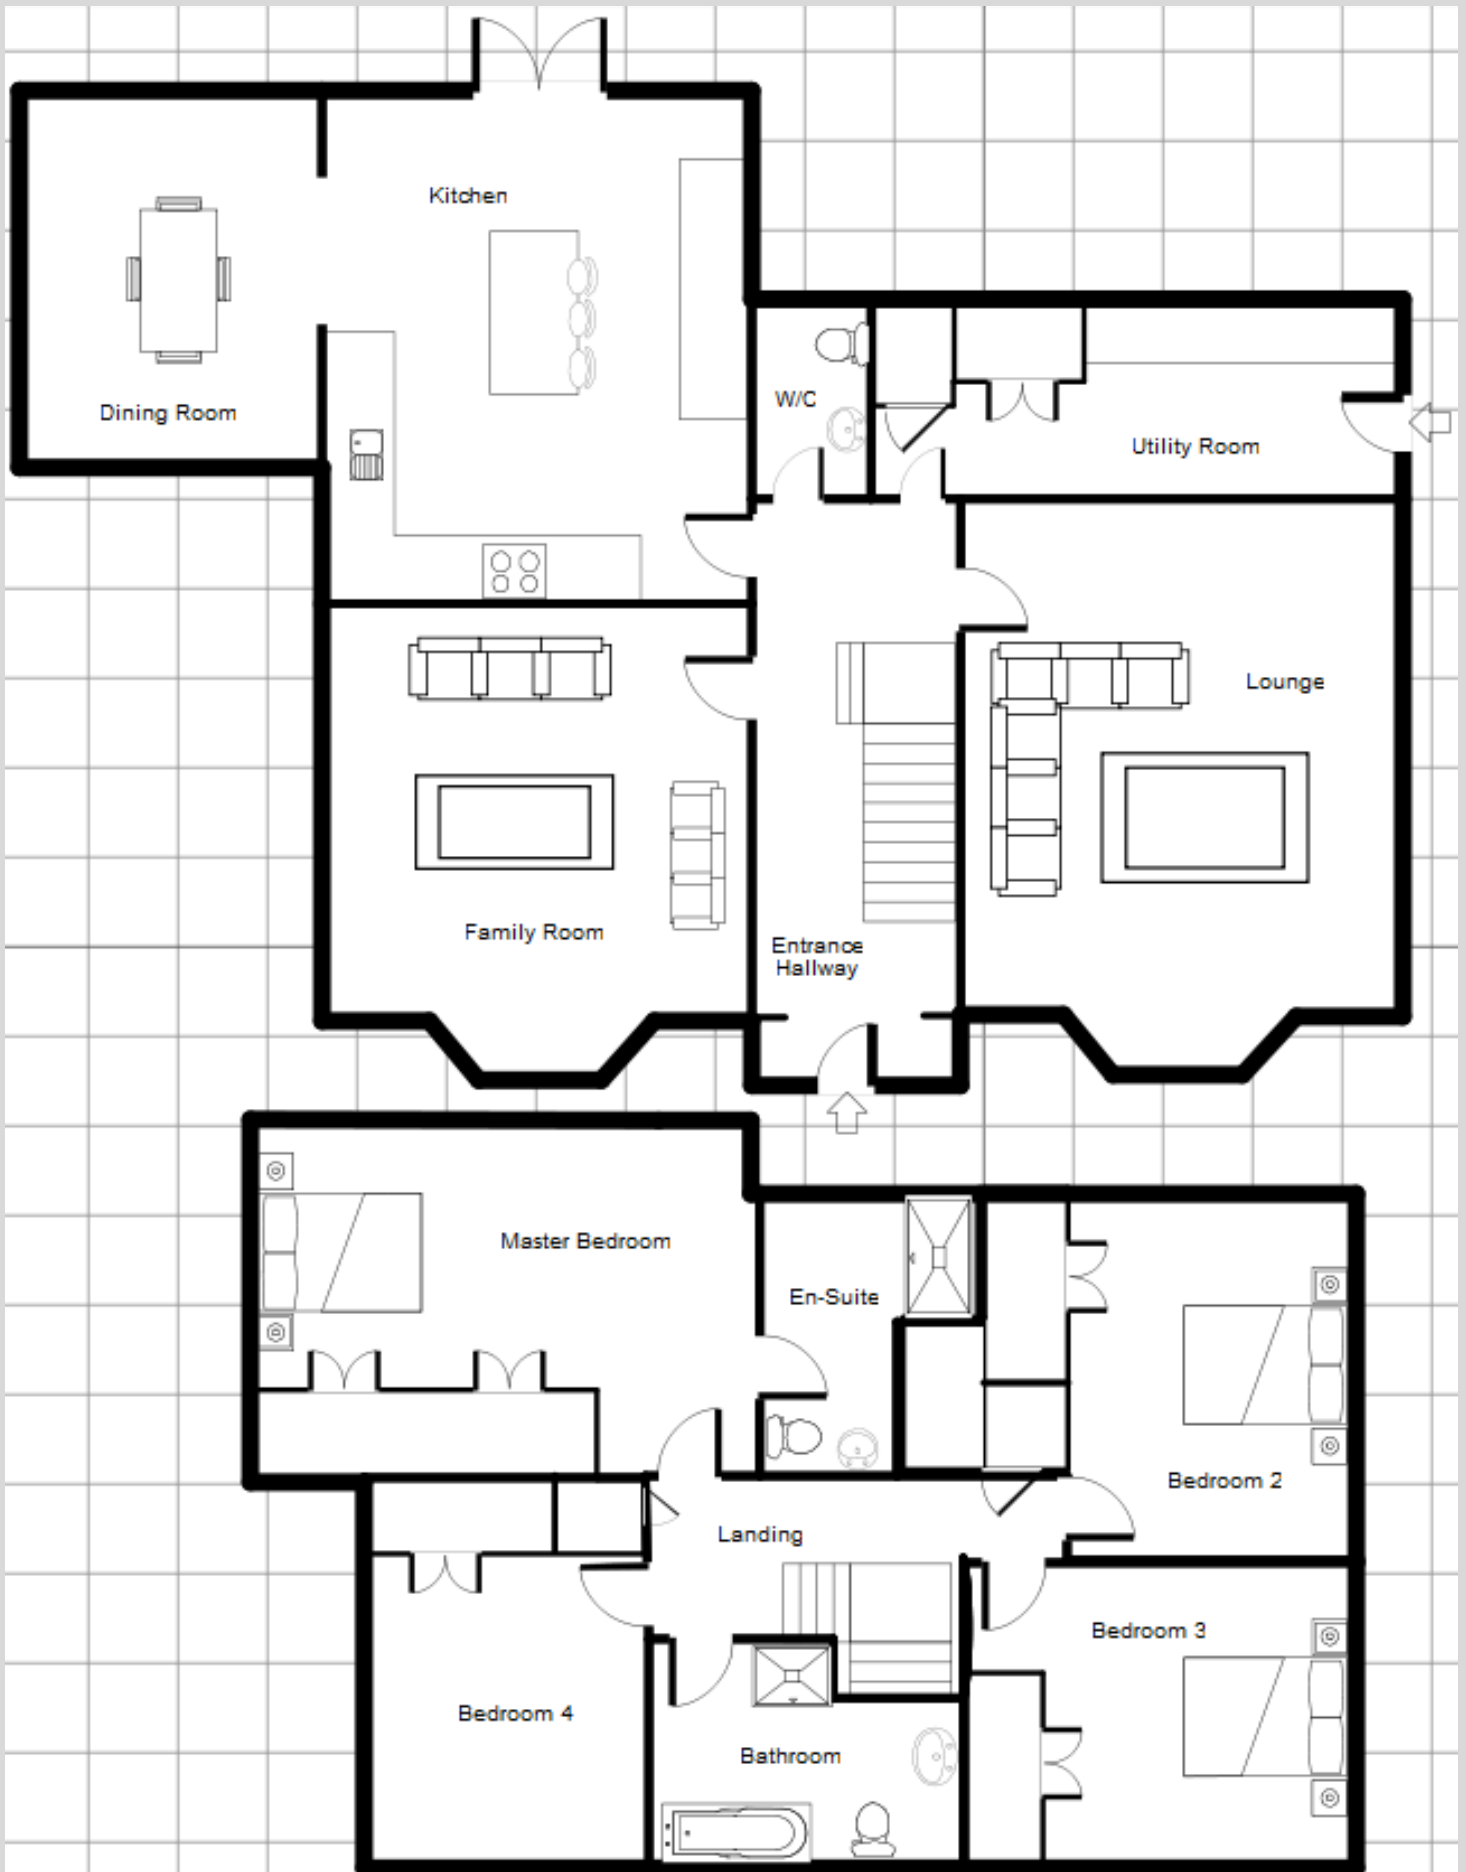 Kitchen
Dining Room
W/C
Utility Room
Lounge
Family Room
Entrance
Hallway
Master Bedroom
En-Suite
Bedroom 2
Landing
Bedroom 3
Bedroom 4
Bathroom